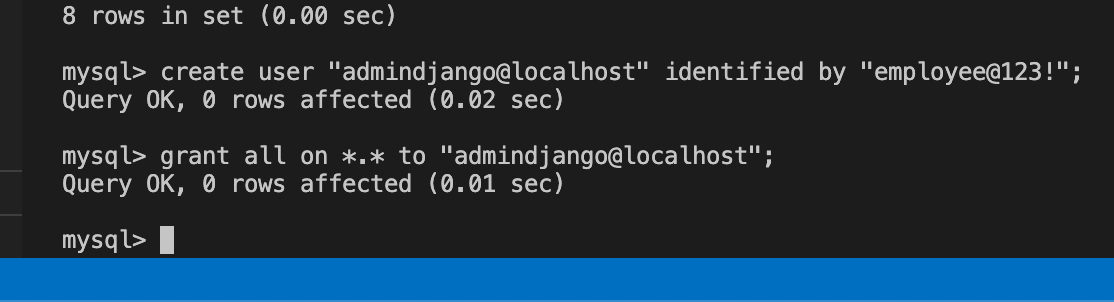 8 rows in set (0.00 sec)
mysql> create user "admindjango@localhost" identified by "employee@123!";
Query OK, 0 rows affected (0.02 sec)
mysql> grant all on *.* to "admindjango@localhost";
Query OK, 0 rows affected (0.01 sec)
mysql>